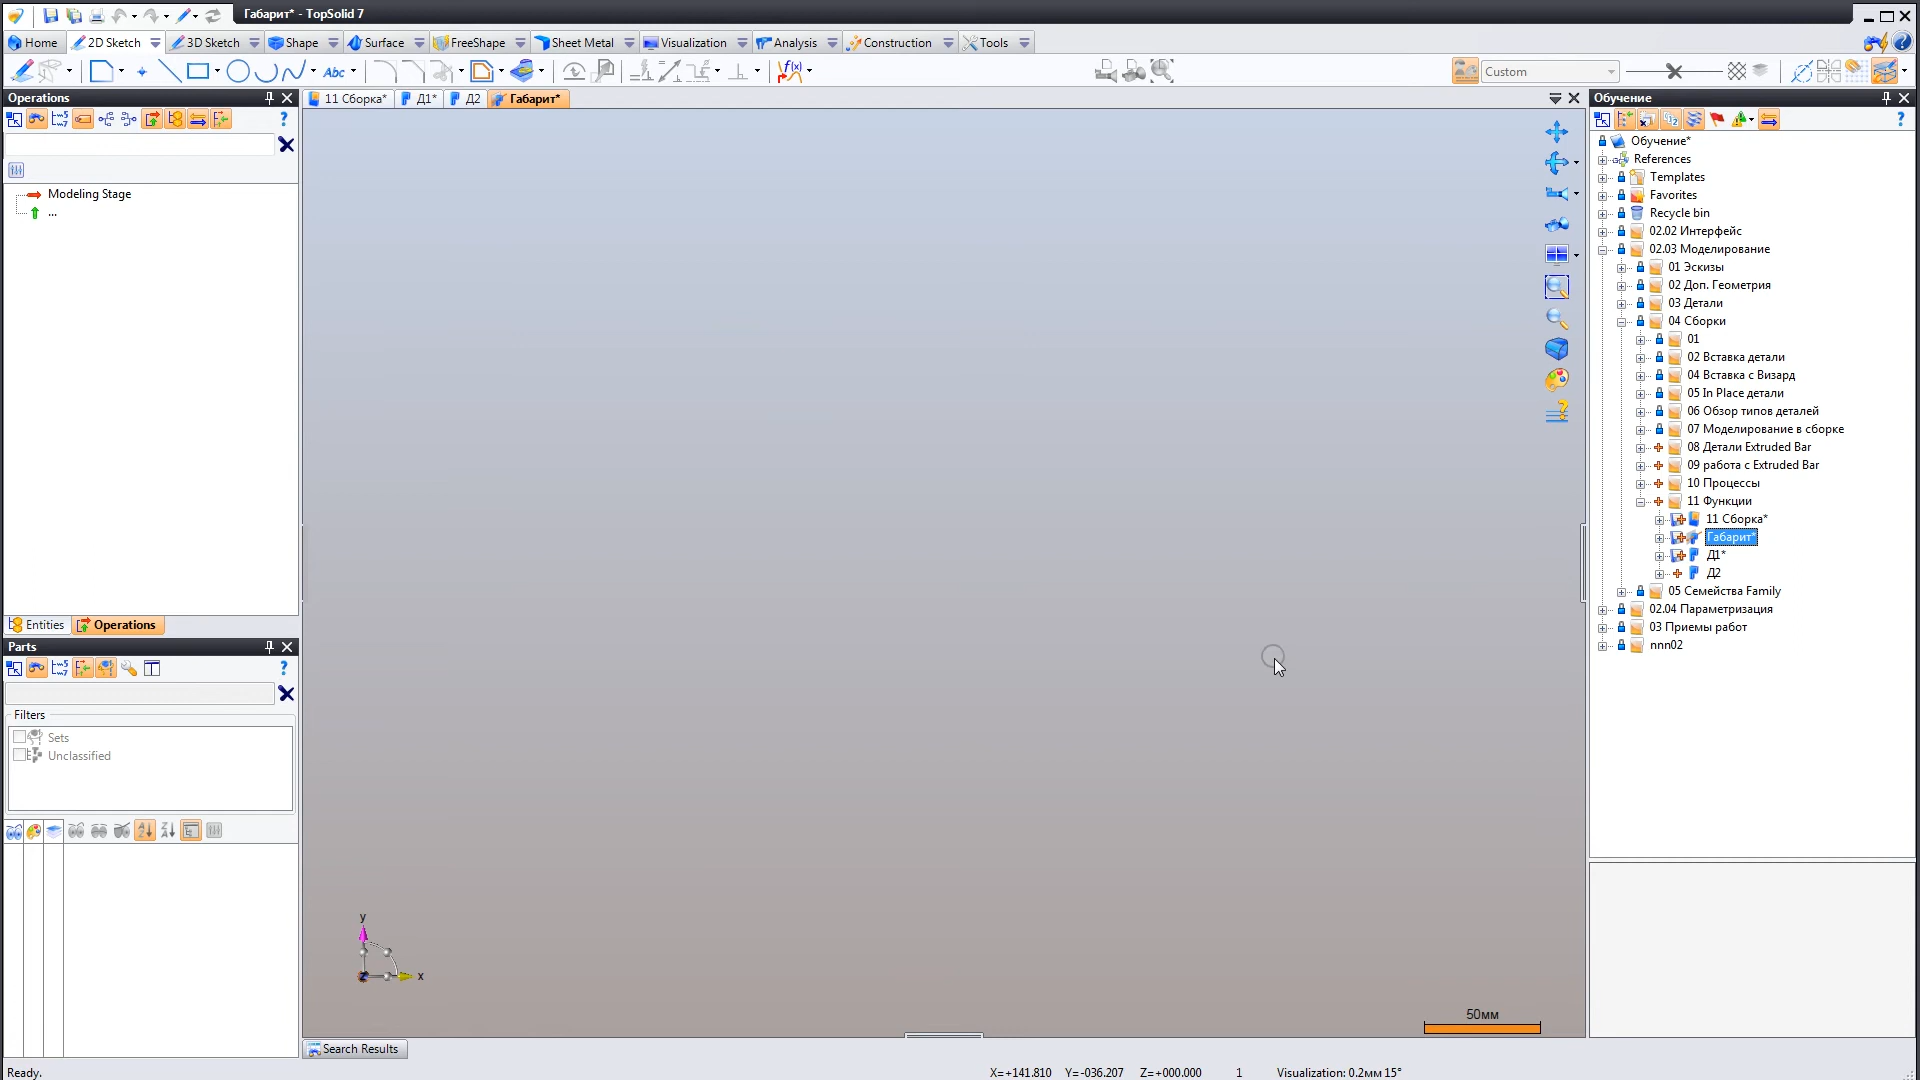 Габарит* - TopSolid 7
Home 2D Sketch 3D Sketch Shape Surface FreeShape Sheet Metal Visualization Analysis Construction Tools
Abc f(x) Custom
Operations
11 Сборка* Д1* Д2 Габарит*
Обучение
Modeling Stage
...
Entities Operations
Parts
Filters
Sets
Unclassified
y
z x
50мм
Search Results
Обучение*
References
Templates
Favorites
Recycle bin
02.02 Интерфейс
02.03 Моделирование
01 Эскизы
02 Доп. Геометрия
03 Детали
04 Сборки
01
02 Вставка детали
04 Вставка с Визард
05 In Place детали
06 Обзор типов деталей
07 Моделирование в сборке
08 Детали Extruded Bar
09 работа с Extruded Bar
10 Процессы
11 Функции
11 Сборка*
Габарит*
Д1*
Д2
05 Семейства Family
02.04 Параметризация
03 Приемы работ
nnn02
Ready. X=+141.810 Y=-036.207 Z=+000.000 1 Visualization: 0.2мм 15°